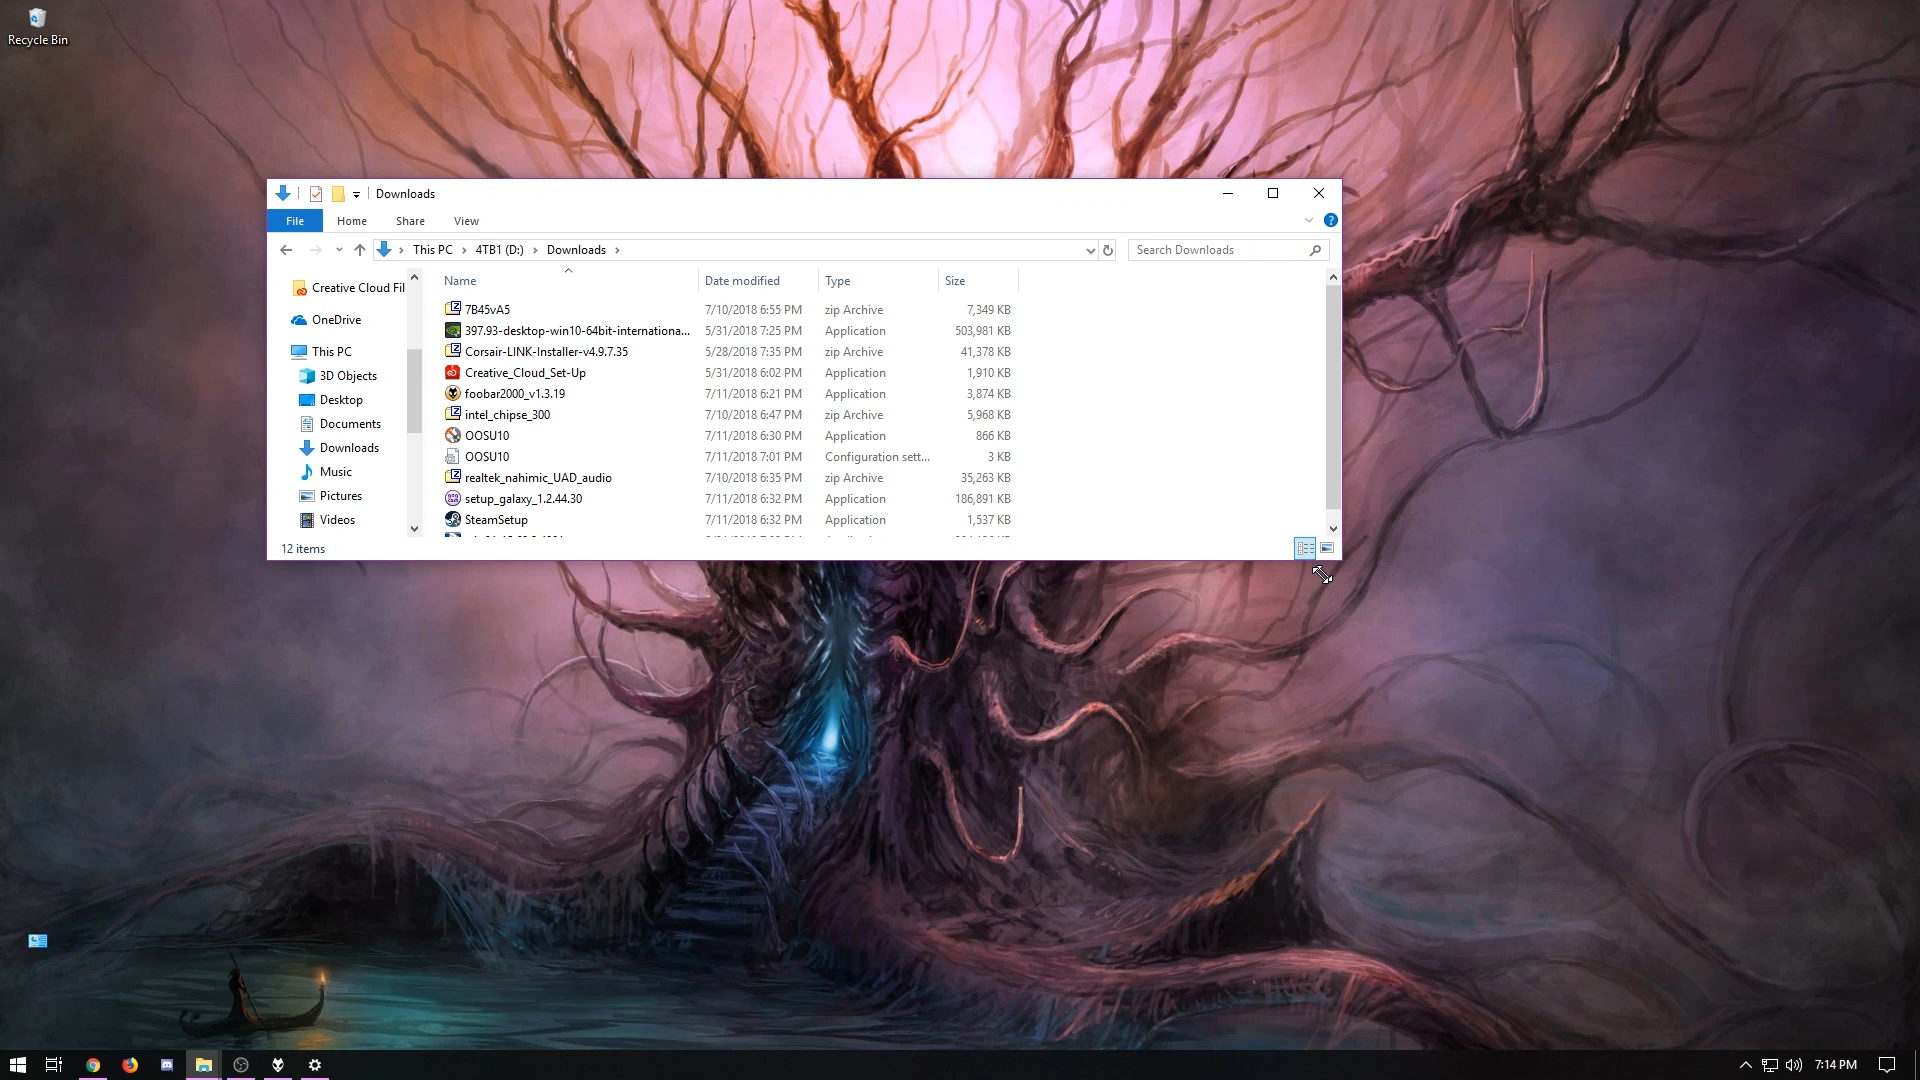 Recycle Bin
Downloads
File Home Share View
This PC 4TB1 (D:) Downloads
Search Downloads
Creative Cloud Fil
OneDrive
This PC
3D Objects
Desktop
Documents
Downloads
Music
Pictures
Videos
Name Date modified Type Size
7B45vA5 7/10/2018 6:55 PM zip Archive 7,349 KB
397.93-desktop-win10-64bit-internationa... 5/31/2018 7:25 PM Application 503,981 KB
Corsair-LINK-Installer-v4.9.7.35 5/28/2018 7:35 PM zip Archive 41,378 KB
Creative_Cloud_Set-Up 5/31/2018 6:02 PM Application 1,910 KB
foobar2000_v1.3.19 7/11/2018 6:21 PM Application 3,874 KB
intel_chipse_300 7/10/2018 6:47 PM zip Archive 5,968 KB
OOSU10 7/11/2018 6:30 PM Application 866 KB
OOSU10 7/11/2018 7:01 PM Configuration sett... 3 KB
realtek_nahimic_UAD_audio 7/10/2018 6:35 PM zip Archive 35,263 KB
setup_galaxy_1.2.44.30 7/11/2018 6:32 PM Application 186,891 KB
SteamSetup 7/11/2018 6:32 PM Application 1,537 KB
12 items
7:14 PM